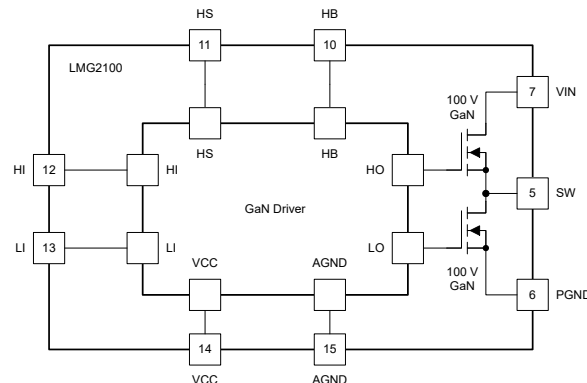 HS
HB
11
10
LMG2100
7
VIN
100 V
GaN
HS
HB
HI
12
HI
HO
GaN Driver
5
SW
LI
13
LI
LO
VCC
AGND
100 V
GaN
6
PGND
14
15
VCC
AGND